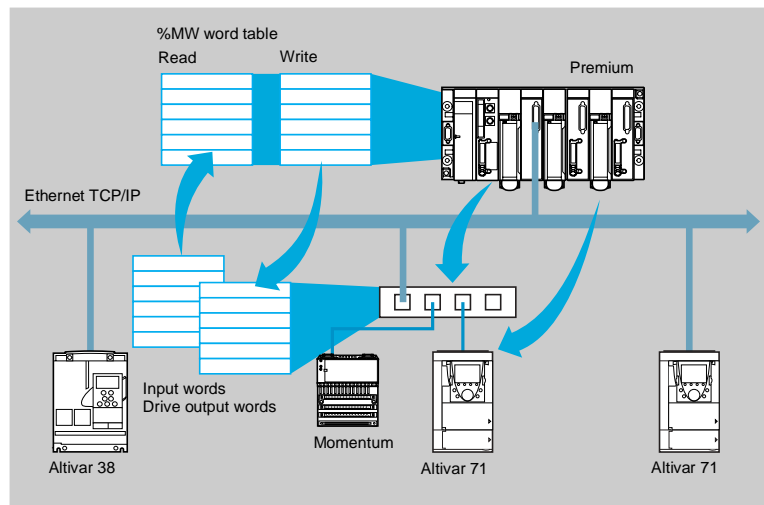 %MW word table
Read Write
Premium
Ethernet TCP/IP
Input words
Drive output words
Momentum
Altivar 38
Altivar 71
Altivar 71